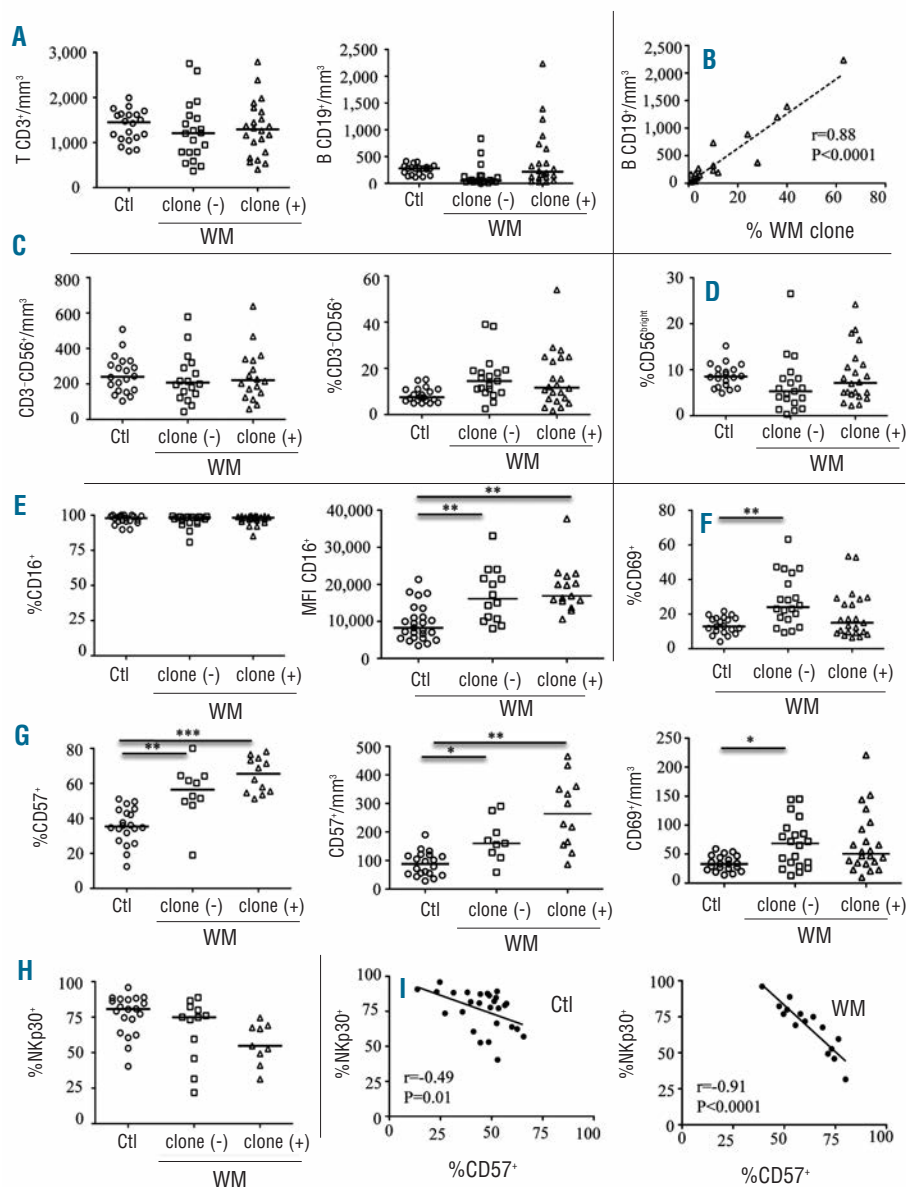 A
T CD3⁺/mm³
3,000
2,000
1,000
0
Ctl
clone (-)
clone (+)
WM
B CD19⁺/mm³
2,500
2,000
1,500
1,000
500
0
Ctl
clone (-)
clone (+)
WM
B
B CD19⁺/mm³
2,500
2,000
1,500
1,000
500
0
r=0.88
P<0.0001
0 20 40 60 80
% WM clone
C
CD3⁻CD56⁺/mm³
800
600
400
200
0
Ctl
clone (-)
clone (+)
WM
%CD3⁻CD56⁺
60
40
20
0
Ctl
clone (-)
clone (+)
WM
D
%CD56bright
30
20
10
0
Ctl
clone (-)
clone (+)
WM
E
%CD16⁺
100
75
50
25
0
Ctl
clone (-)
clone (+)
WM
MFI CD16⁺
40,000
30,000
20,000
10,000
0
**
**
Ctl
clone (-)
clone (+)
WM
F
%CD69⁺
80
60
40
20
0
**
Ctl
clone (-)
clone (+)
WM
G
%CD57⁺
80
60
40
20
0
***
**
Ctl
clone (-)
clone (+)
WM
CD57⁺/mm³
500
400
300
200
100
0
**
*
Ctl
clone (-)
clone (+)
WM
CD69⁺/mm³
250
200
150
100
50
0
*
Ctl
clone (-)
clone (+)
WM
H
%NKp30⁺
100
75
50
25
0
Ctl
clone (-)
clone (+)
WM
I
%NKp30⁺
100
75
50
25
0
Ctl
r=-0.49
P=0.01
0 25 50 75 100
%CD57⁺
%NKp30⁺
100
75
50
25
0
WM
r=-0.91
P<0.0001
0 25 50 75 100
%CD57⁺